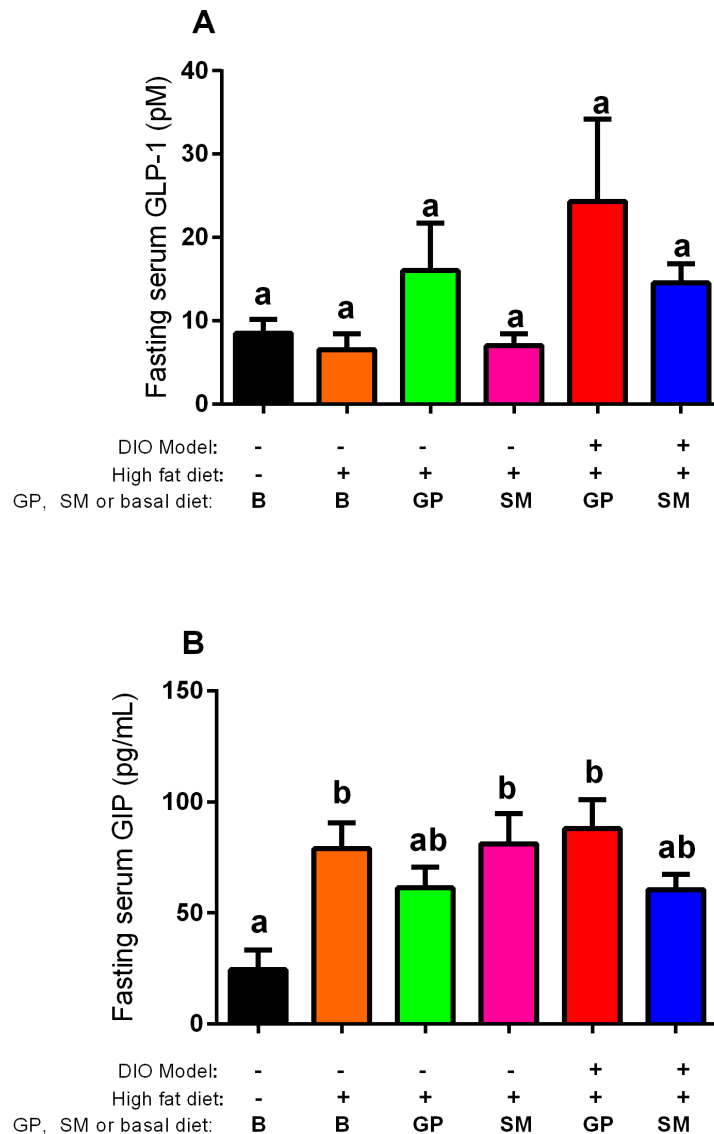 A
Fasting serum GLP-1 (pM)
40
30
20
10
0
a a a a a a
DIO Model: - - - - + +
High fat diet: - + + + + +
GP, SM or basal diet: B B GP SM GP SM
B
Fasting serum GIP (pg/mL)
150
100
50
0
a b ab b b ab
DIO Model: - - - - + +
High fat diet: - + + + + +
GP, SM or basal diet: B B GP SM GP SM